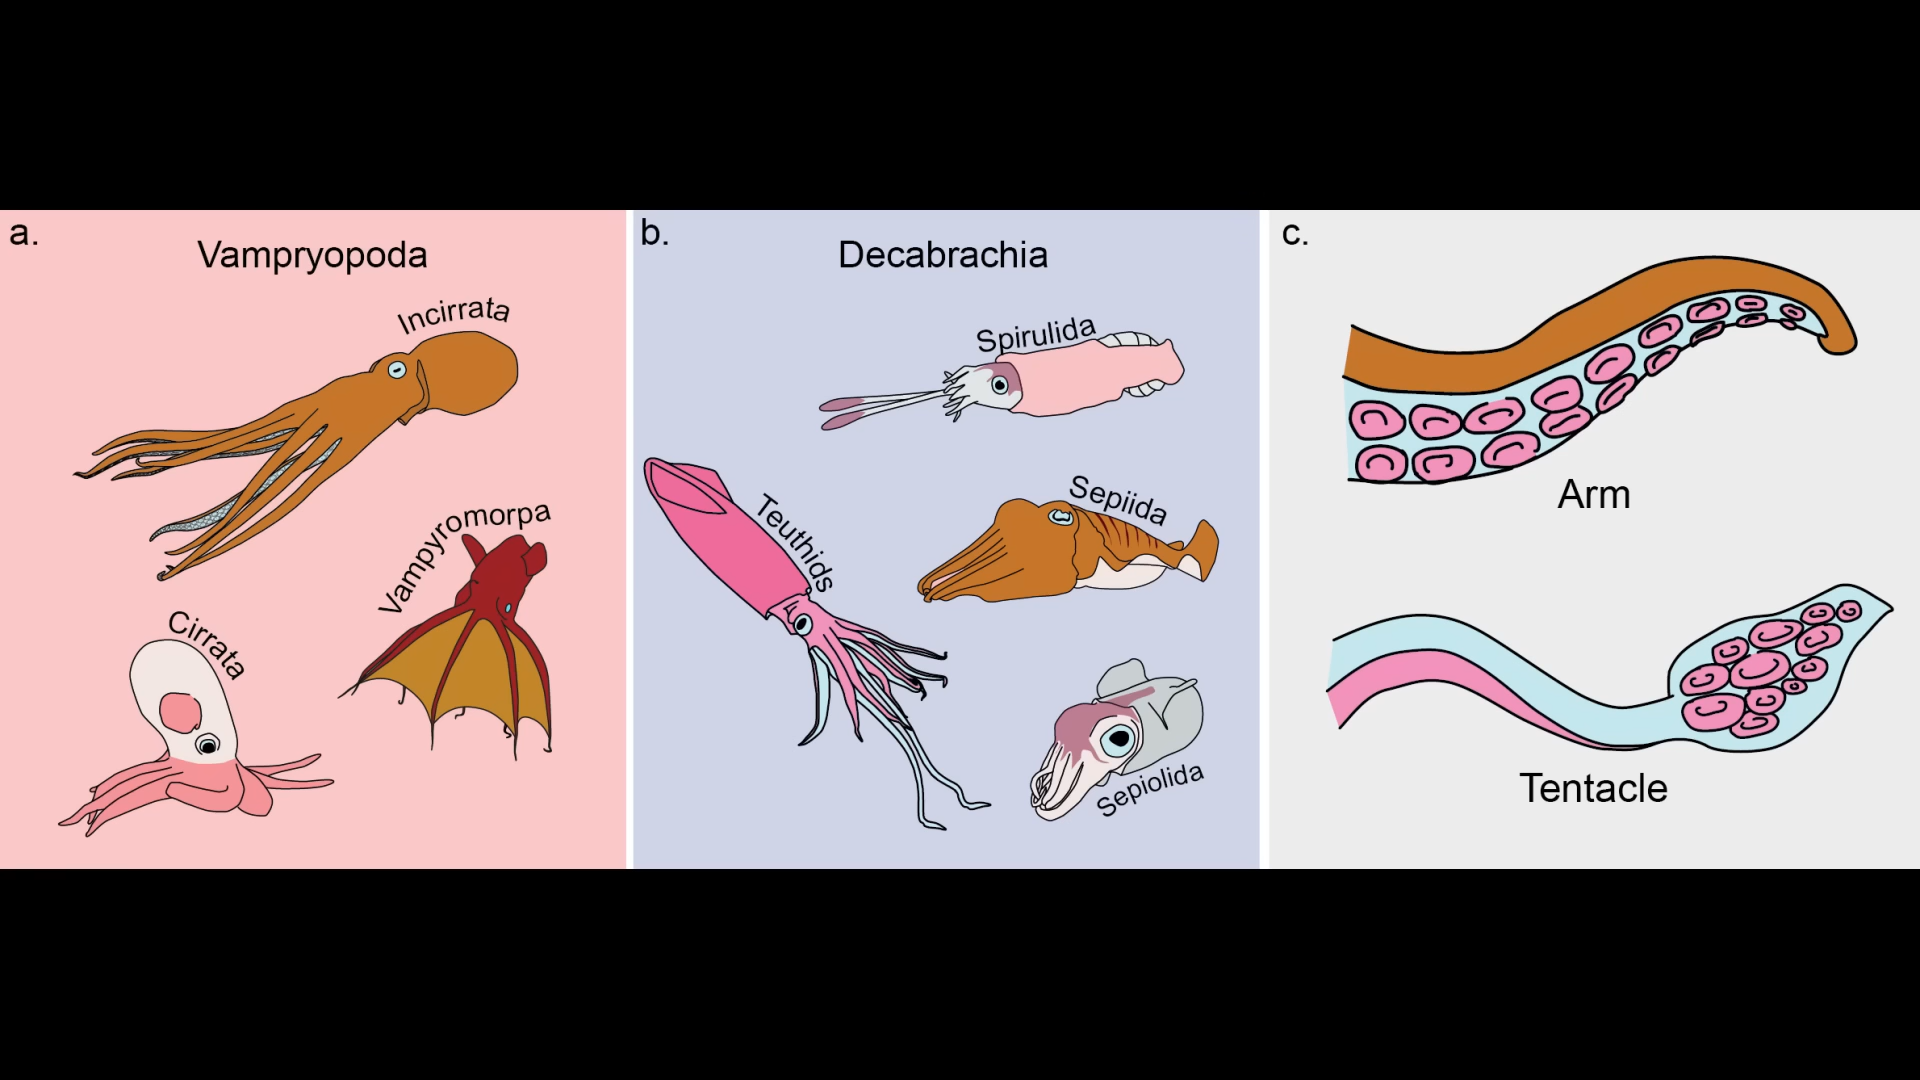 a.
Vampryopoda
Incirrata
Vampyromorpa
Cirrata
b.
Decabrachia
Spirulida
Teuthids
Sepiida
Sepiolida
c.
Arm
Tentacle